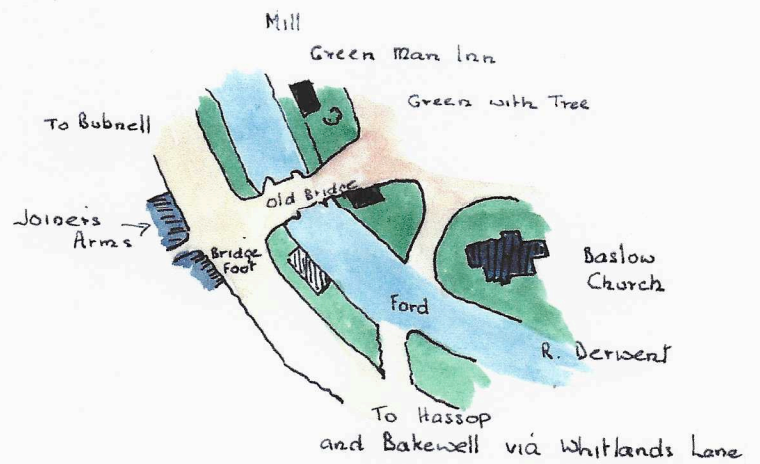 Mill
Green Man Inn
Green with Tree
To Bubnell
Old Bridge
Joiners
Arms
Bridge
Foot
Baslow
Church
Ford
R. Derwent
To Hassop
and Bakewell viá Whitlands Lane